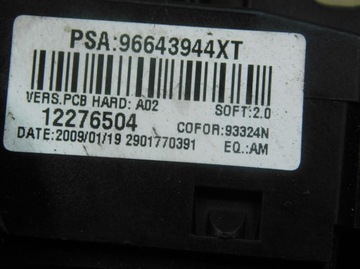 PSA:96643944XT
VERS.PCB HARD: A02 SOFT:2.0
12276504 COFOR:93324N
DATE:2009/01/19 2901770391 EQ.:AM